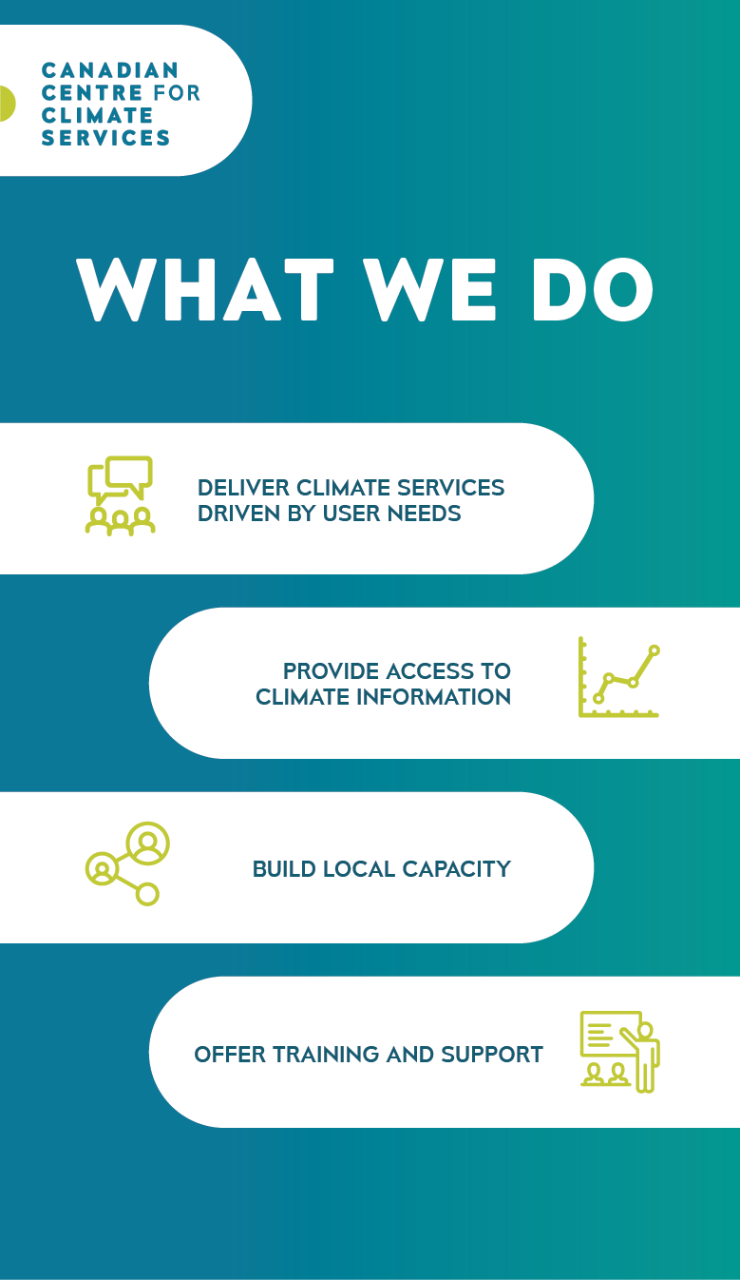 CANADIAN
CENTRE FOR
CLIMATE
SERVICES
WHAT WE DO
DELIVER CLIMATE SERVICES
DRIVEN BY USER NEEDS
PROVIDE ACCESS TO
CLIMATE INFORMATION
BUILD LOCAL CAPACITY
OFFER TRAINING AND SUPPORT